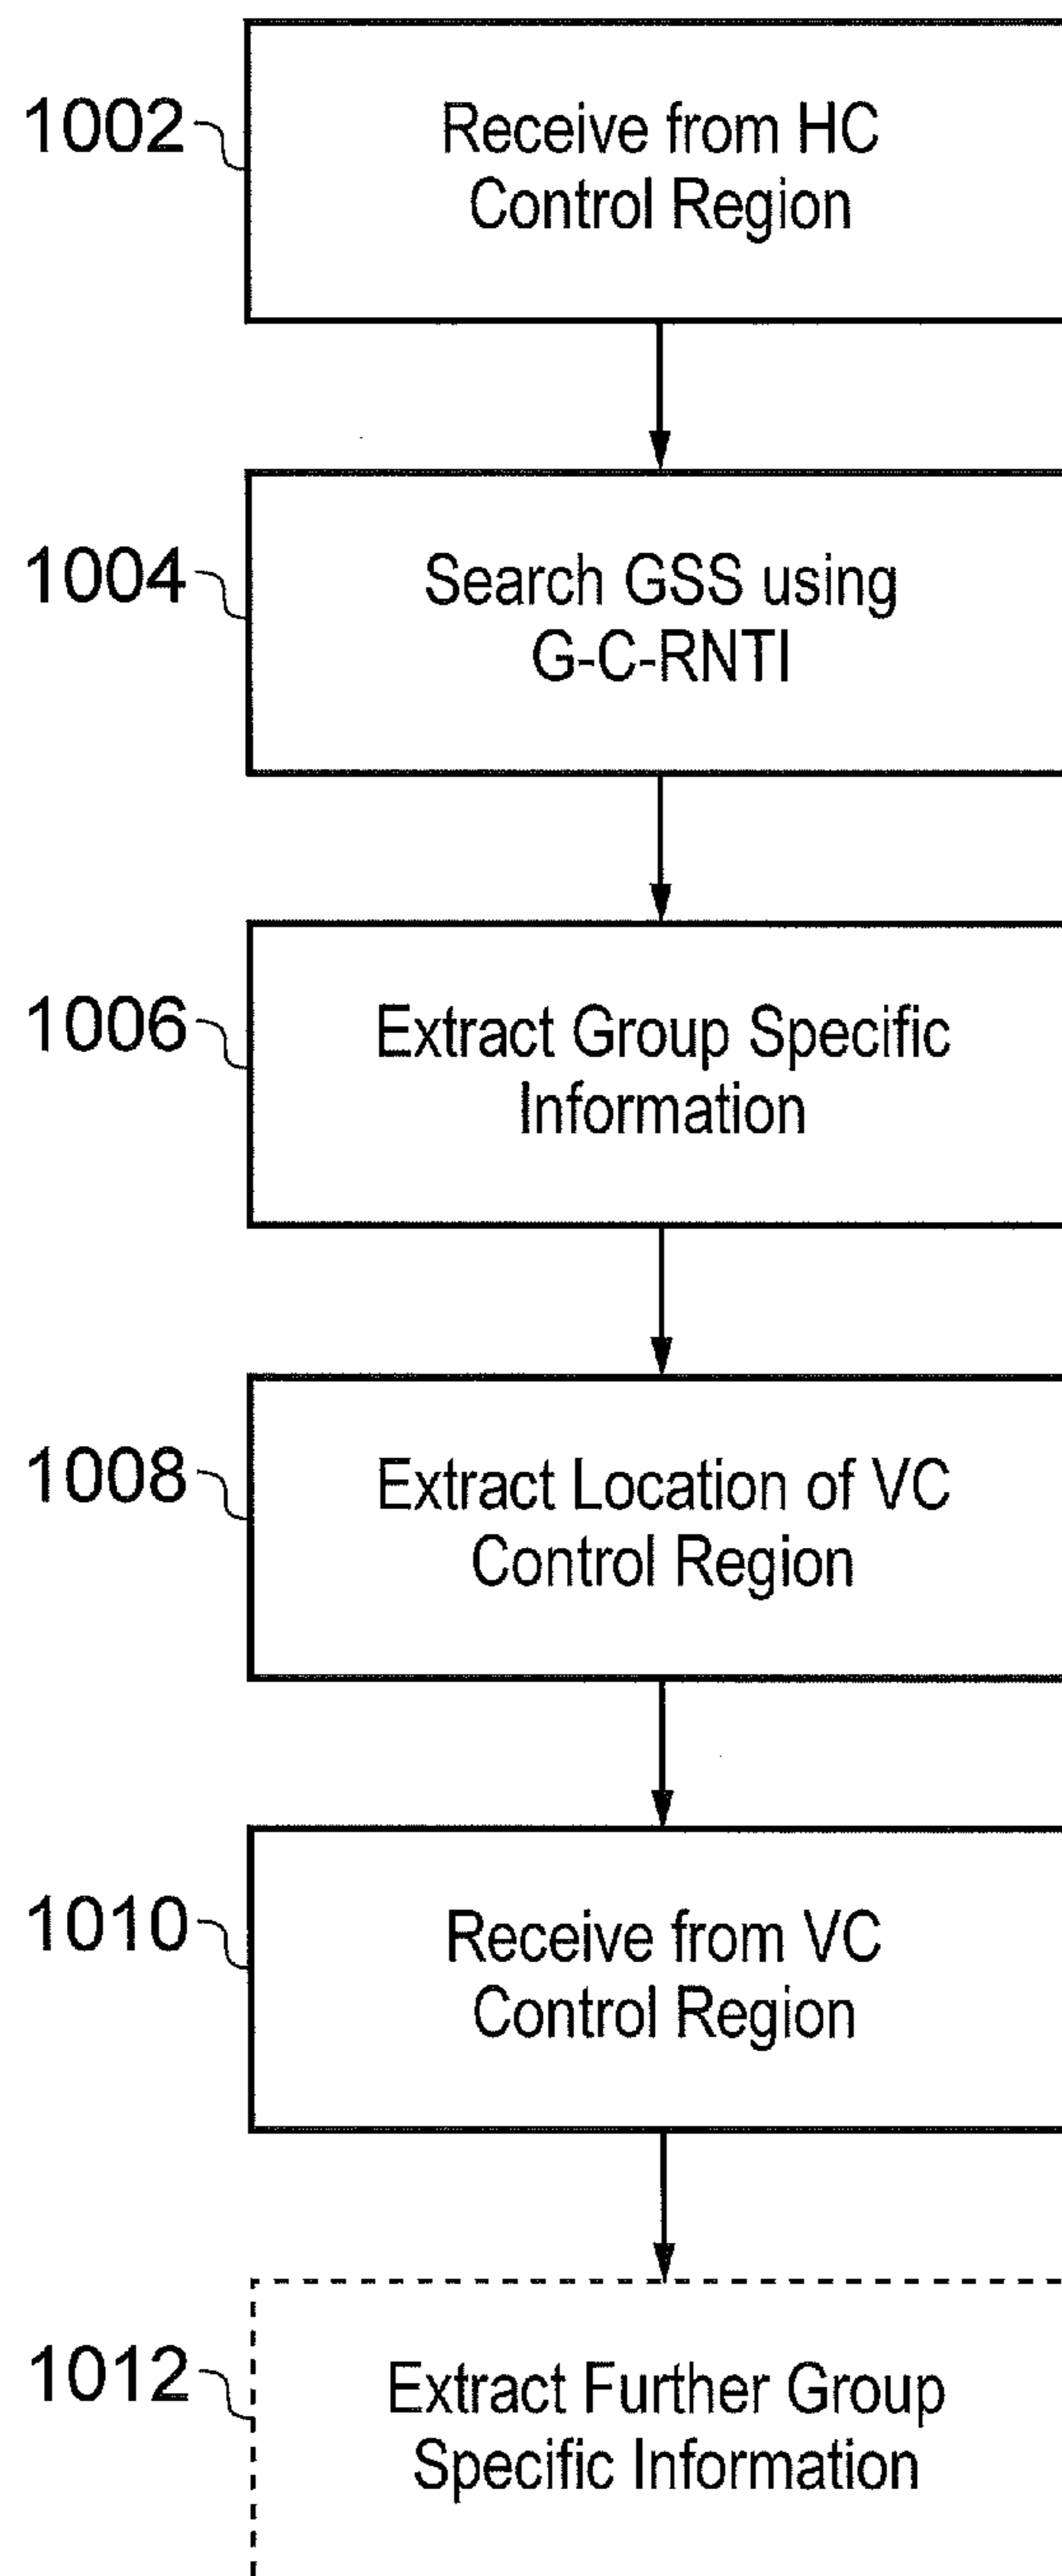 1002
Receive from HC
Control Region
1004
Search GSS using
G-C-RNTI
1006
Extract Group Specific
Information
1008
Extract Location of VC
Control Region
1010
Receive from VC
Control Region
1012
Extract Further Group
Specific Information